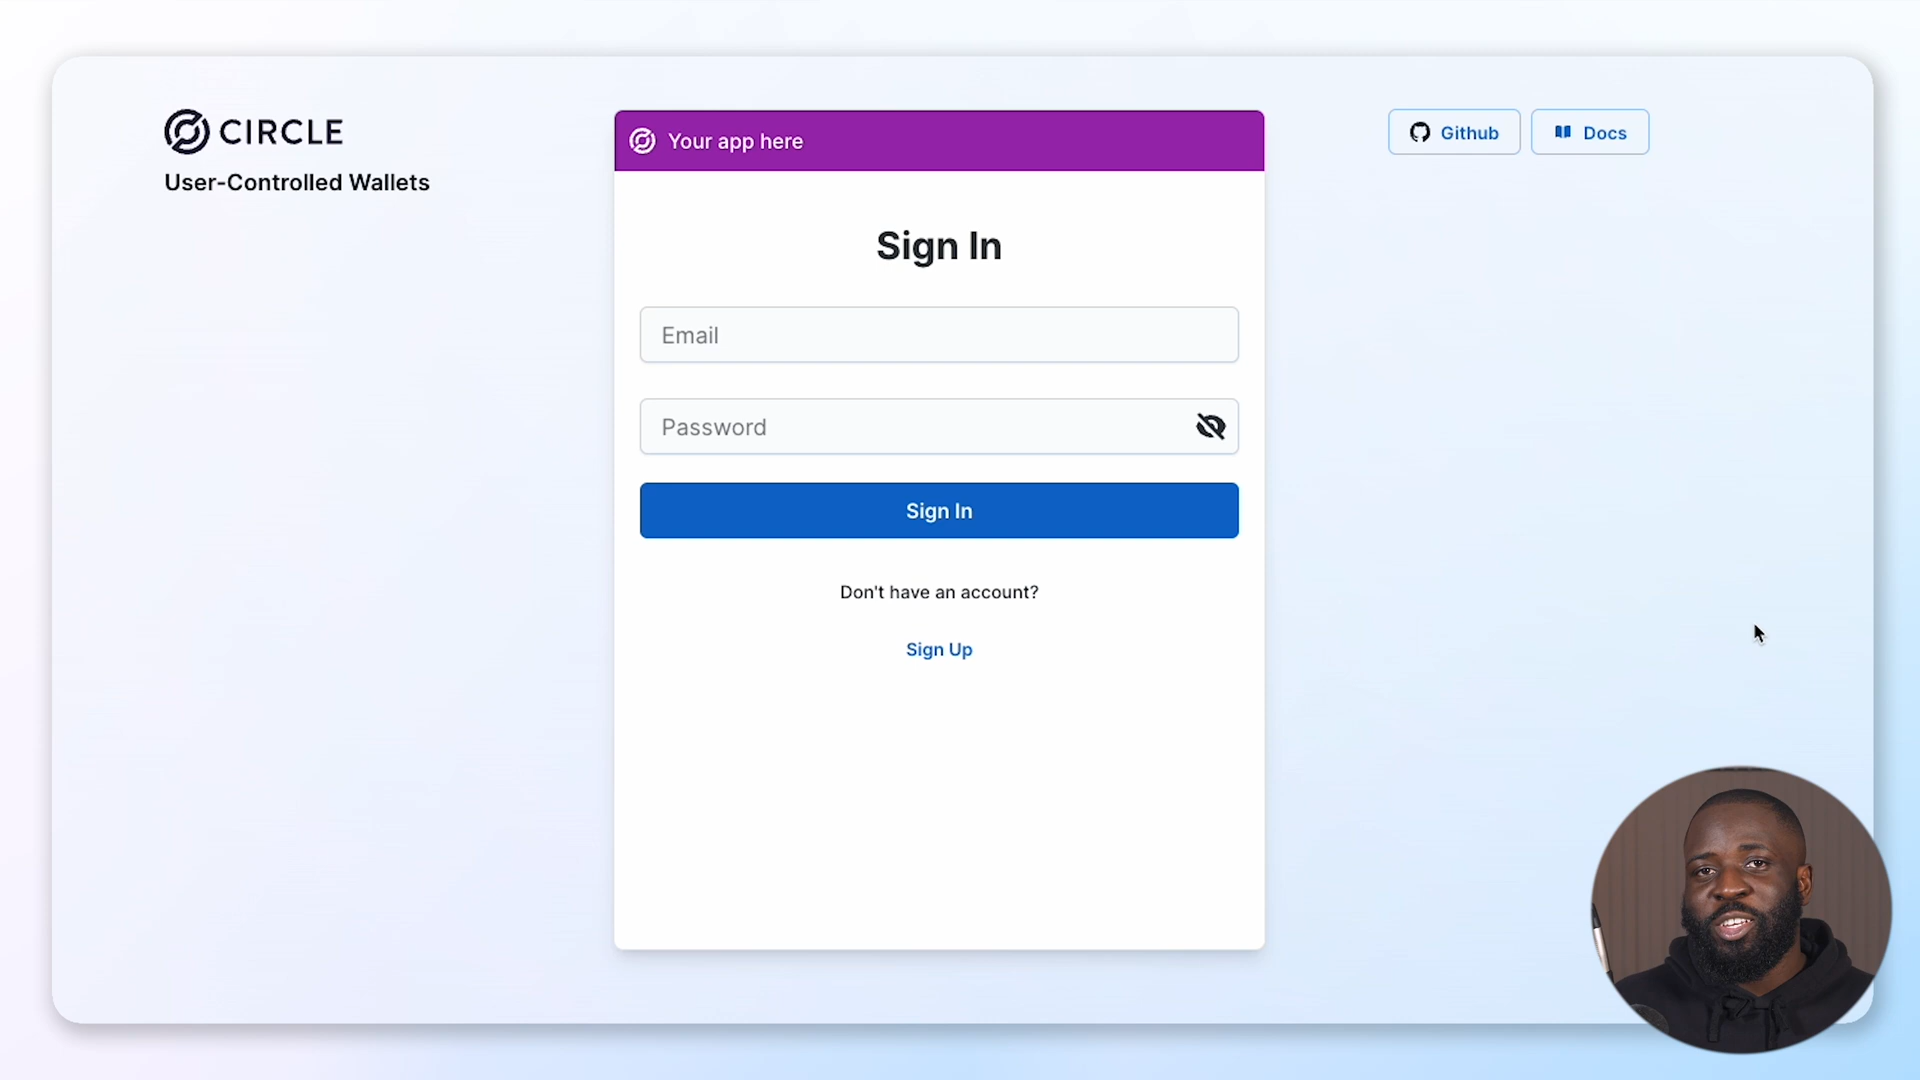 CIRCLE
User-Controlled Wallets
Your app here
Github
Docs
Sign In
Email
Password
Sign In
Don't have an account?
Sign Up